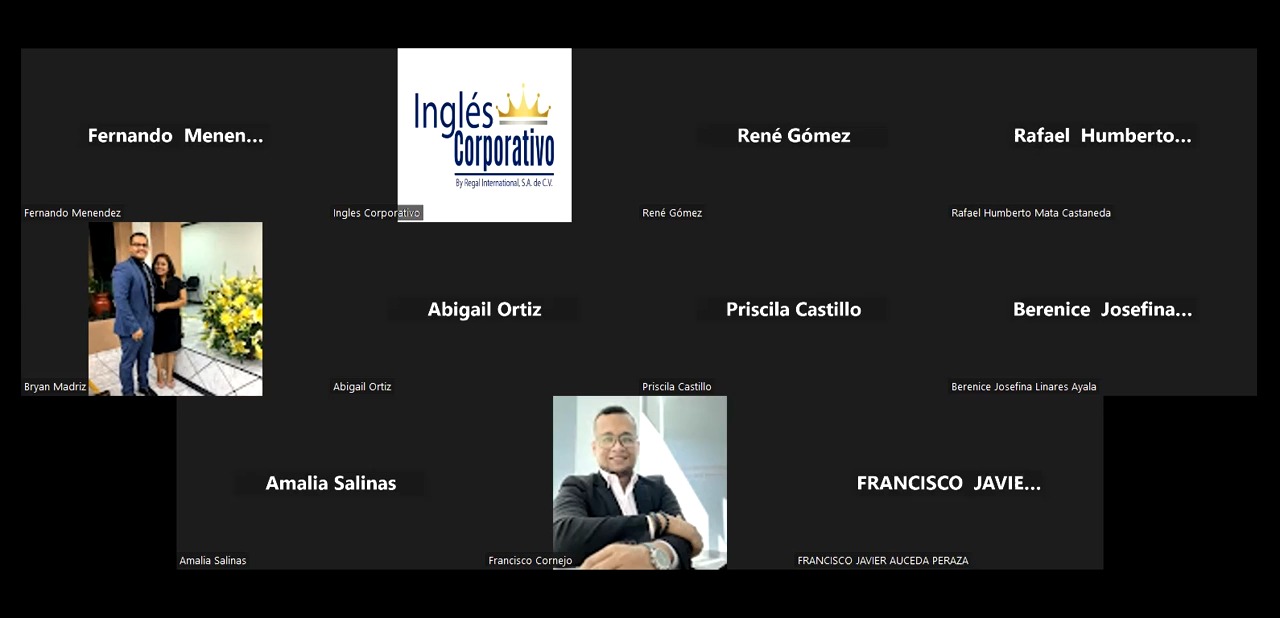 Fernando Menen...
Fernando Menendez
Inglés
Corporativo
By Regal International, S.A. de C.V.
Ingles Corporativo
René Gómez
René Gómez
Rafael Humberto...
Rafael Humberto Mata Castaneda
Bryan Madriz
Abigail Ortiz
Abigail Ortiz
Priscila Castillo
Priscila Castillo
Berenice Josefina...
Berenice Josefina Linares Ayala
Amalia Salinas
Amalia Salinas
Francisco Cornejo
FRANCISCO JAVIE...
FRANCISCO JAVIER AUCEDA PERAZA